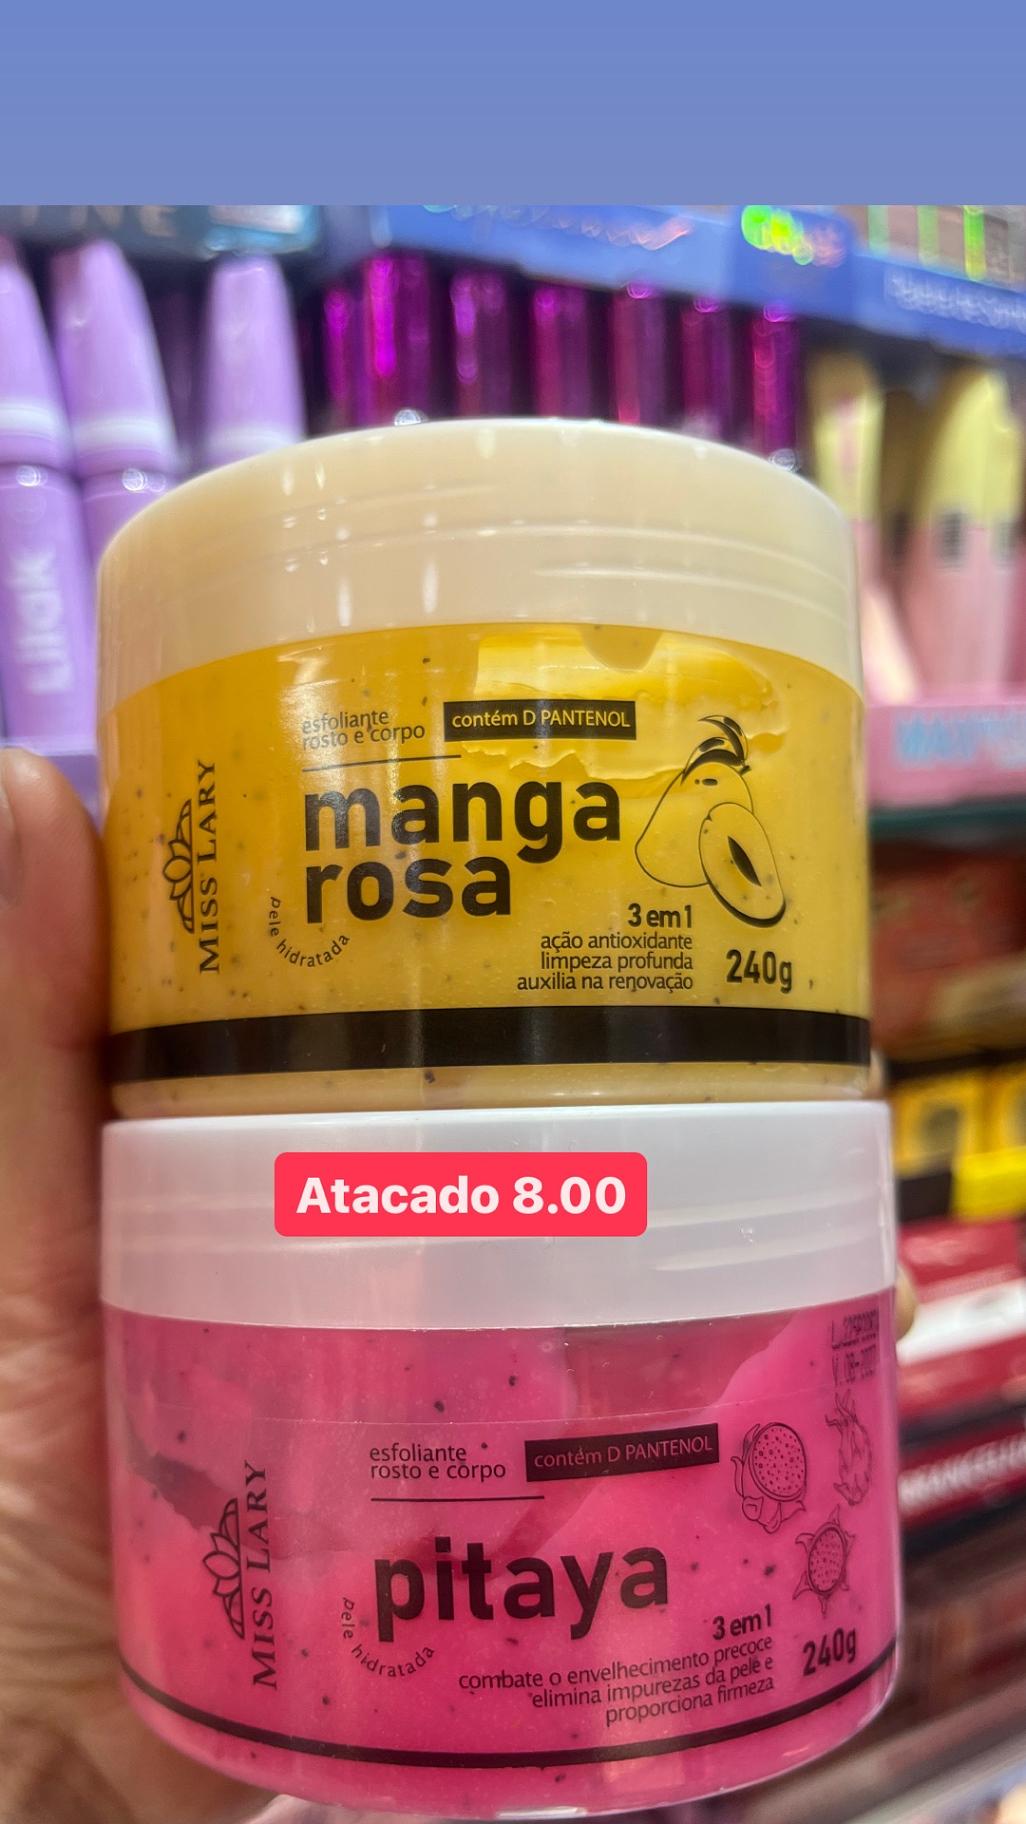 Lilak
esfoliante
rosto e corpo
contém D PANTENOL
manga
rosa
MISS LARY
pele hidratada
3 em 1
ação antioxidante
limpeza profunda
auxilia na renovação
240g
Atacado 8.00
esfoliante
rosto e corpo
contém D PANTENOL
pitaya
MISS LARY
pele hidratada
3 em 1
combate o envelhecimento precoce
elimina impurezas da pele e
proporciona firmeza
240g